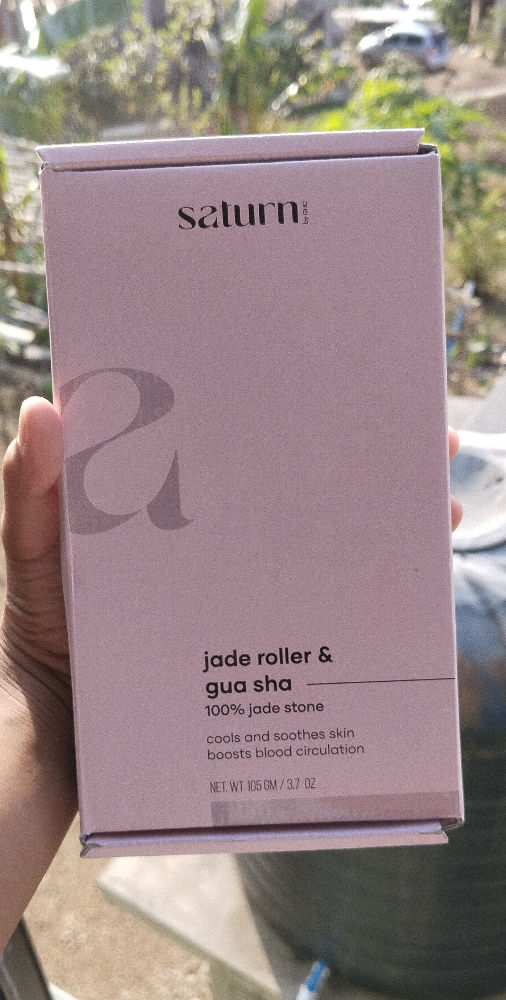 saturn by GHC
a
jade roller &
gua sha
100% jade stone
cools and soothes skin
boosts blood circulation
NET. WT 105 GM / 3.7 OZ